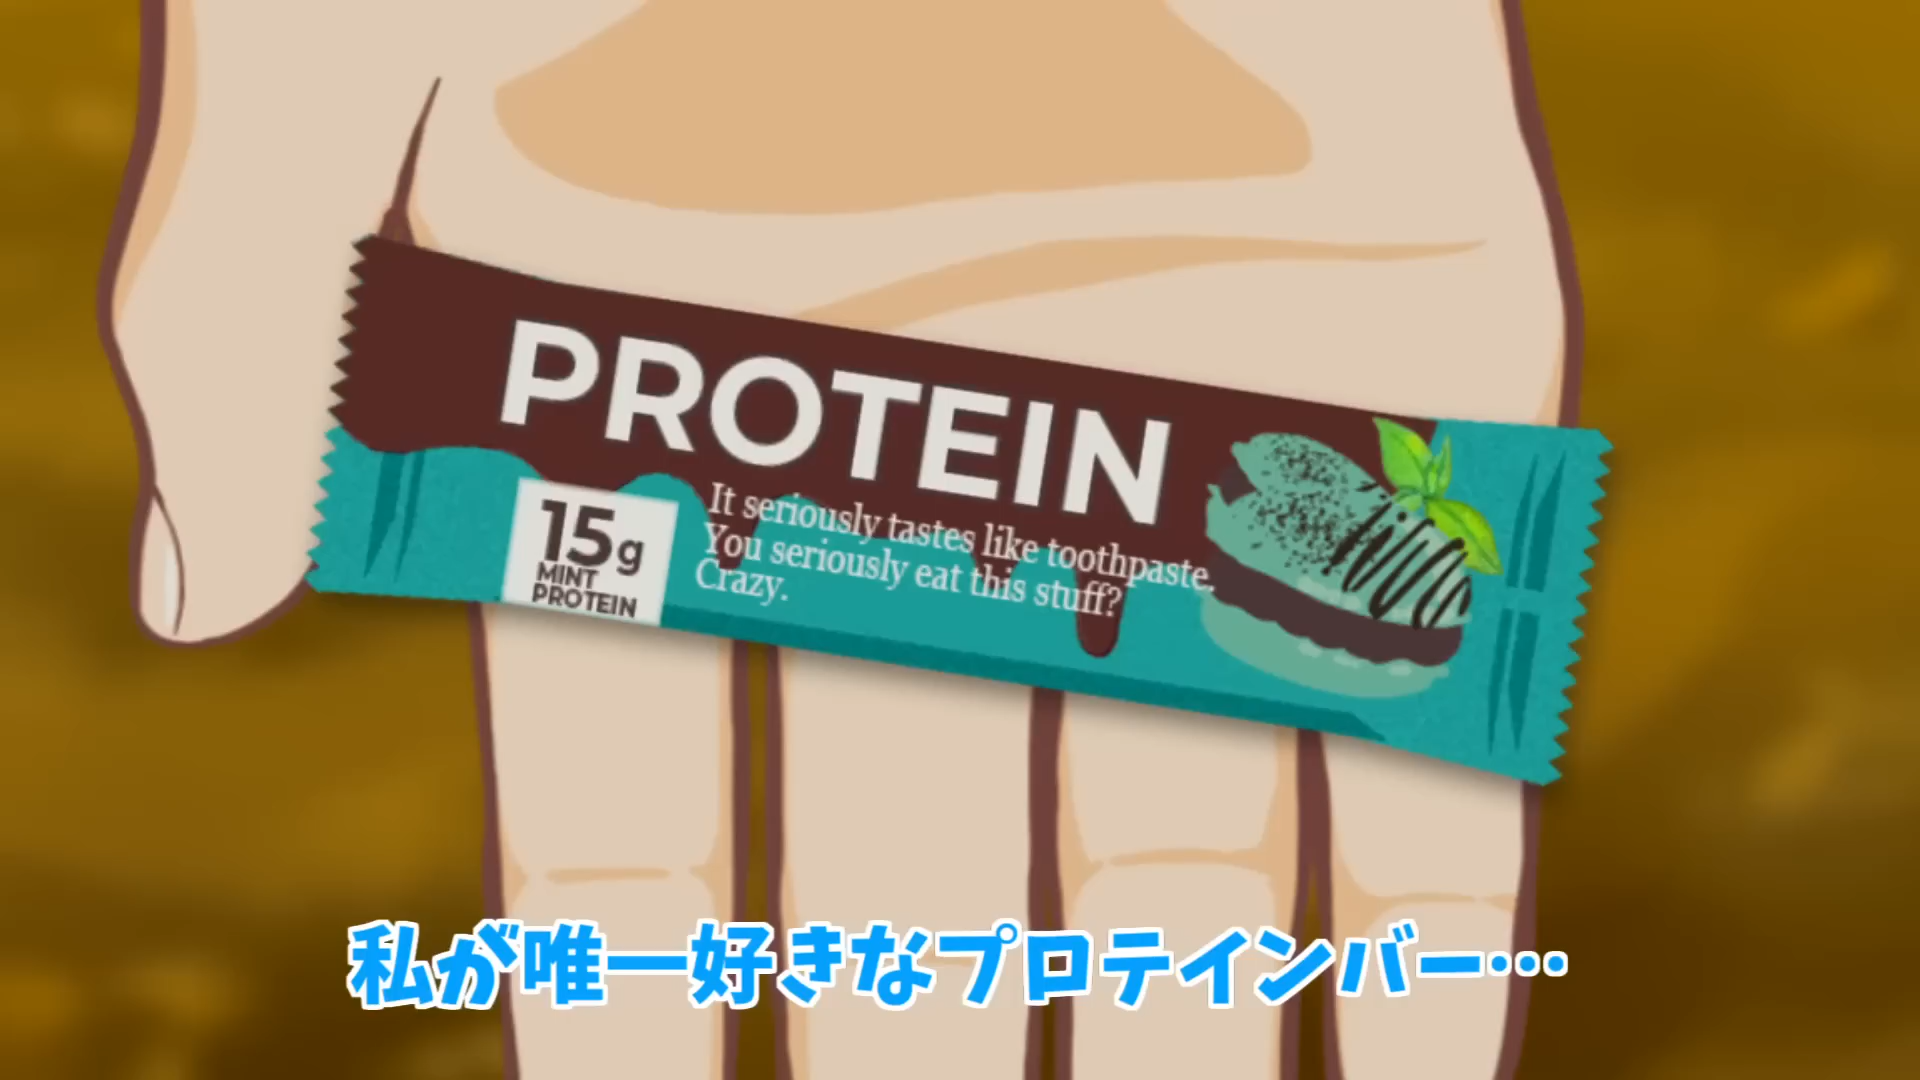 PROTEIN
15g
MINT
PROTEIN
It seriously tastes like toothpaste.
You seriously eat this stuff?
Crazy.
私が唯一好きなプロテインバー…